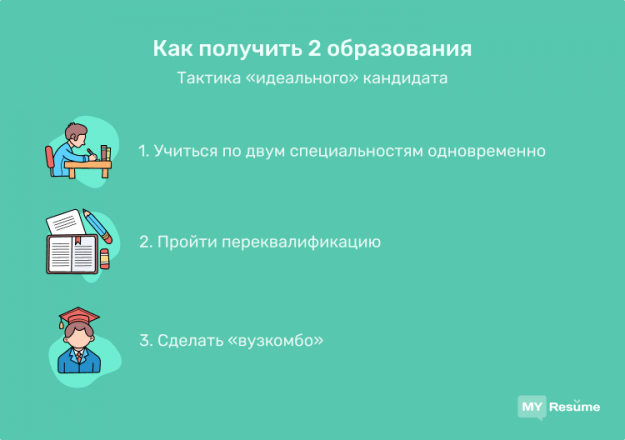 Как получить 2 образования
Тактика «идеального» кандидата
1. Учиться по двум специальностям одновременно
2. Пройти переквалификацию
3. Сделать «вузкомбо»
MY Resume